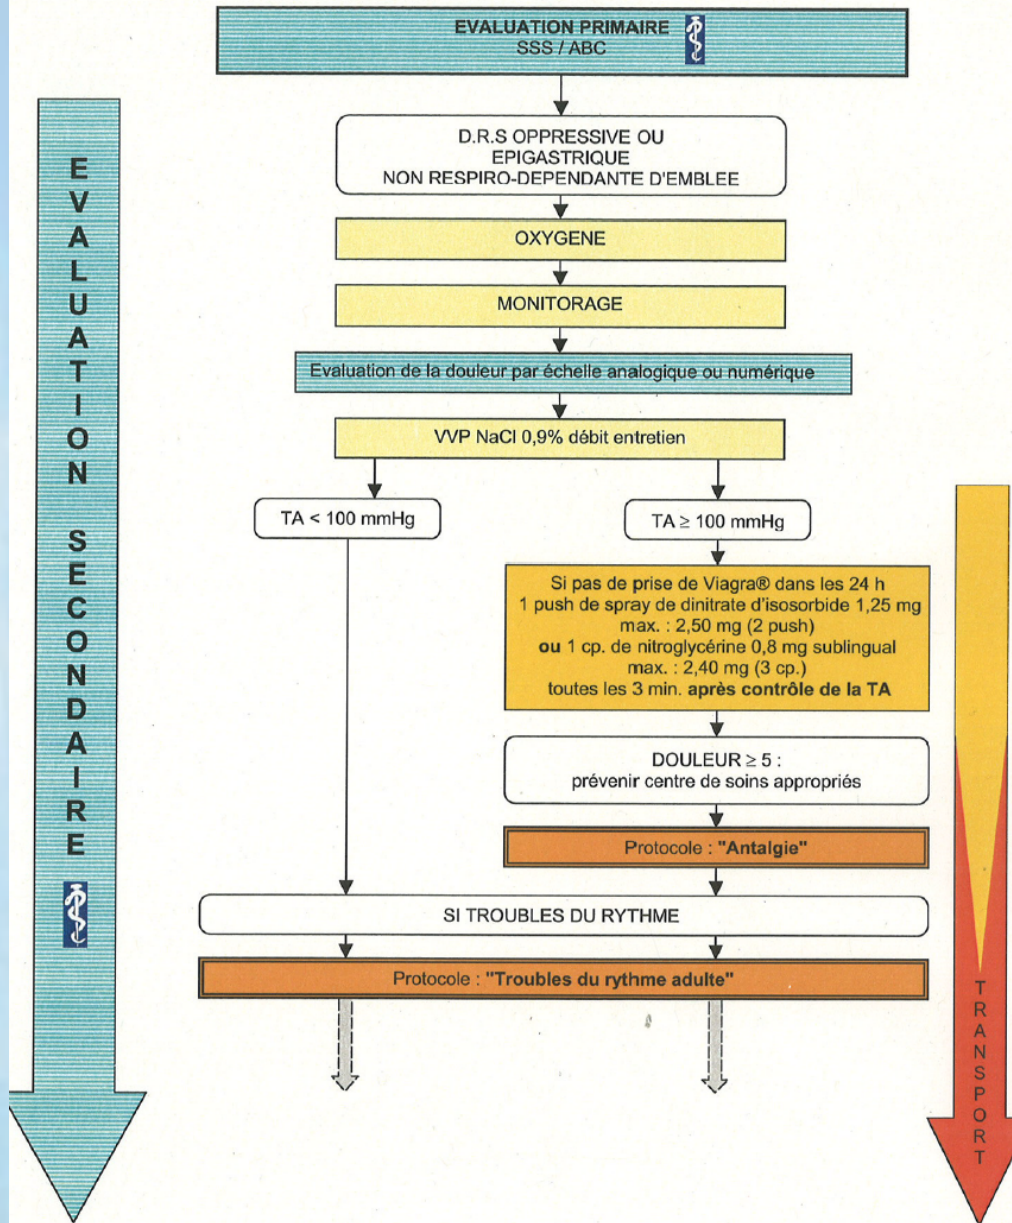 EVALUATION PRIMAIRE
SSS / ABC
EVALUATION SECONDAIRE
D.R.S OPPRESSIVE OU
EPIGASTRIQUE
NON RESPIRO-DEPENDANTE D'EMBLEE
OXYGENE
MONITORAGE
Evaluation de la douleur par échelle analogique ou numérique
VVP NaCl 0,9% débit entretien
TA < 100 mmHg
TA ≥ 100 mmHg
Si pas de prise de Viagra® dans les 24 h
1 push de spray de dinitrate d'isosorbide 1,25 mg
max. : 2,50 mg (2 push)
ou 1 cp. de nitroglycérine 0,8 mg sublingual
max. : 2,40 mg (3 cp.)
toutes les 3 min. après contrôle de la TA
DOULEUR ≥ 5 :
prévenir centre de soins appropriés
Protocole : "Antalgie"
SI TROUBLES DU RYTHME
Protocole : "Troubles du rythme adulte"
TRANSPORT